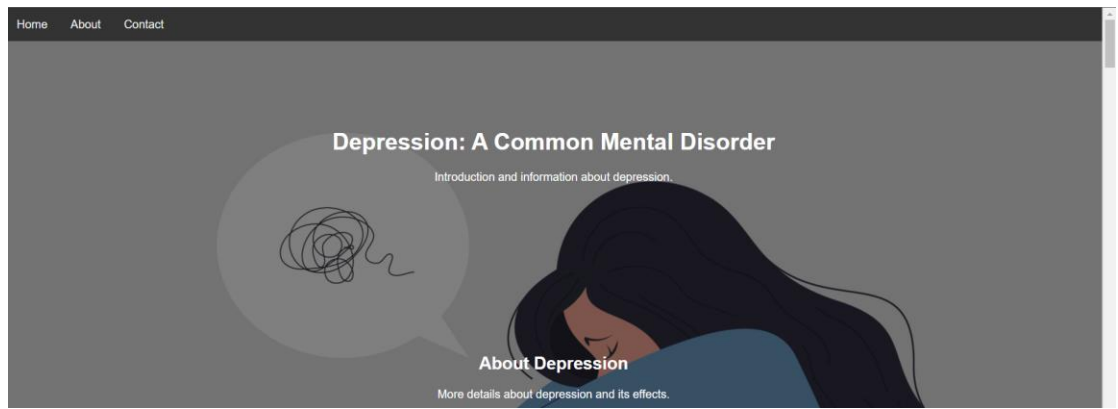 Home About Contact
Depression: A Common Mental Disorder
Introduction and information about depression.
About Depression
More details about depression and its effects.